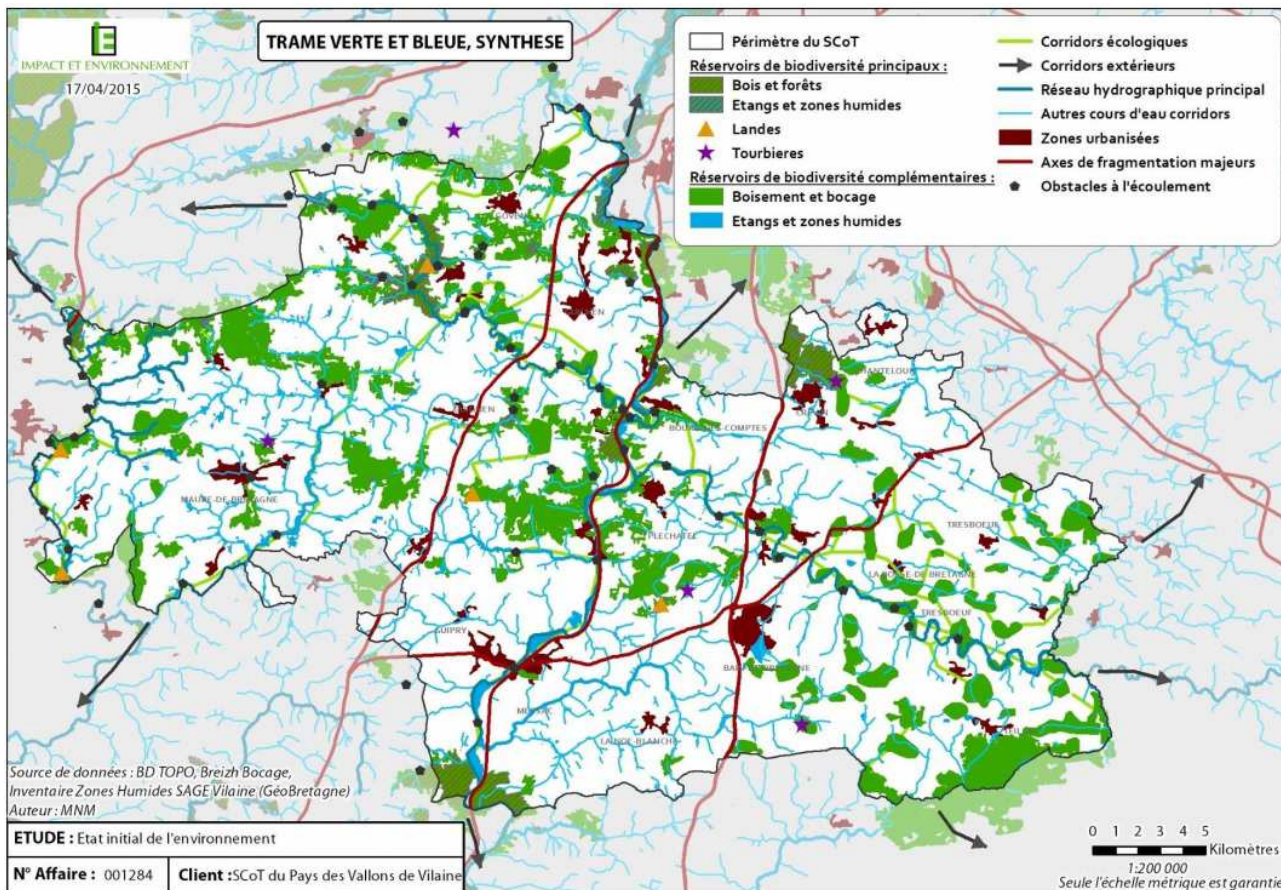 IMPACT ET ENVIRONNEMENT
17/04/2015
TRAME VERTE ET BLEUE, SYNTHESE
Périmètre du SCoT
Réservoirs de biodiversité principaux :
Bois et forêts
Etangs et zones humides
Landes
Tourbieres
Réservoirs de biodiversité complémentaires :
Boisement et bocage
Etangs et zones humides
Corridors écologiques
Corridors extérieurs
Réseau hydrographique principal
Autres cours d'eau corridors
Zones urbanisées
Axes de fragmentation majeurs
Obstacles à l'écoulement
MAURE-DE-BRETAGNE
PLECHATEL
TRESBOEUF
TRESBOEUF
GUIPRY
LA NOE-BLANCHE
Source de données : BD TOPO, Breizh Bocage,
Inventaire Zones Humides SAGE Vilaine (GéoBretagne)
Auteur : MNM
ETUDE : Etat initial de l'environnement
N° Affaire : 001284
Client :SCoT du Pays des Vallons de Vilaine
0 1 2 3 4 5
Kilomètres
1:200 000
Seule l'échelle métrique est garantie